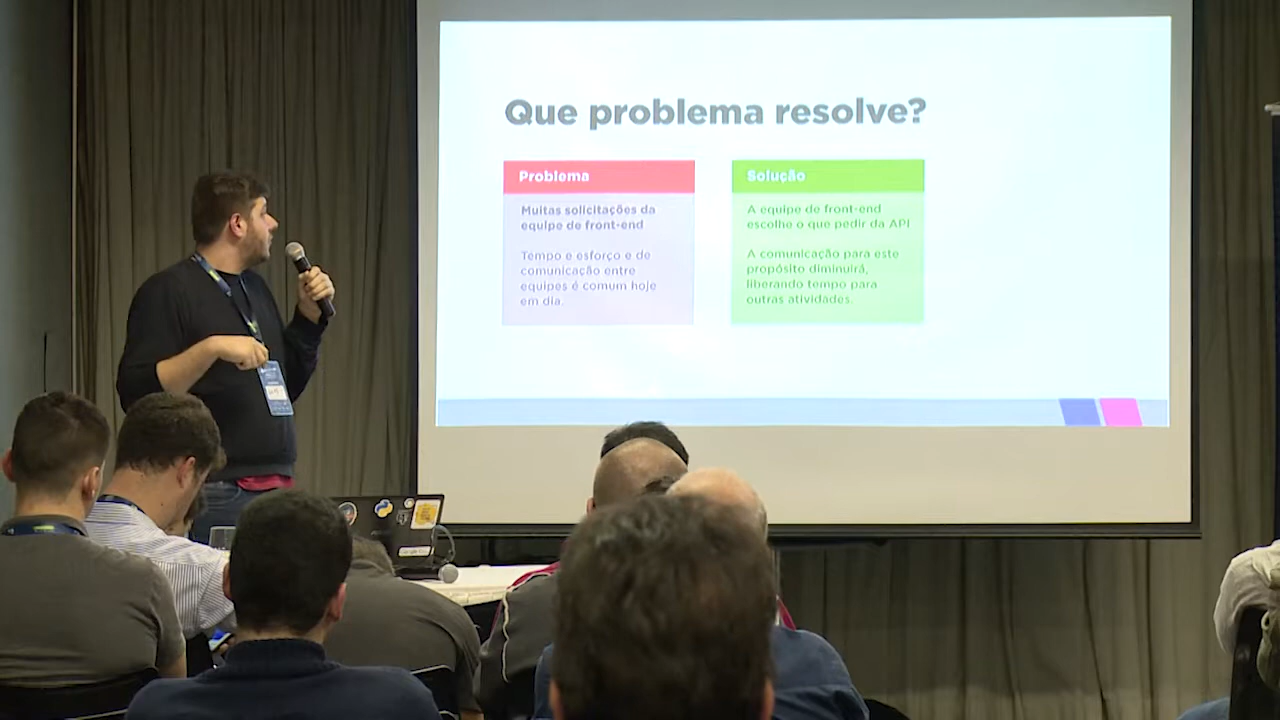 Que problema resolve?
Problema
Muitas solicitações da
equipe de front-end
Tempo e esforço e de
comunicação entre
equipes é comum hoje
em dia.
Solução
A equipe de front-end
escolhe o que pedir da API
A comunicação para este
propósito diminuirá,
liberando tempo para
outras atividades.